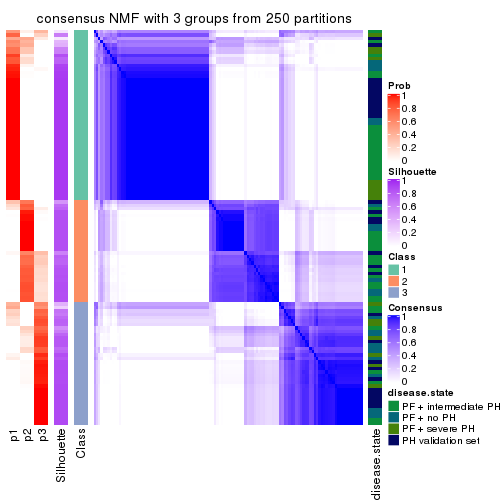 consensus NMF with 3 groups from 250 partitions
Prob
1
0.8
0.6
0.4
0.2
0
Silhouette
1
0.8
0.6
0.4
0.2
0
Class
1
2
3
Consensus
1
0.8
0.6
0.4
0.2
0
disease.state
PF + intermediate PH
PF + no PH
PF + severe PH
PH validation set
p1
p2
p3
Silhouette
Class
disease.state